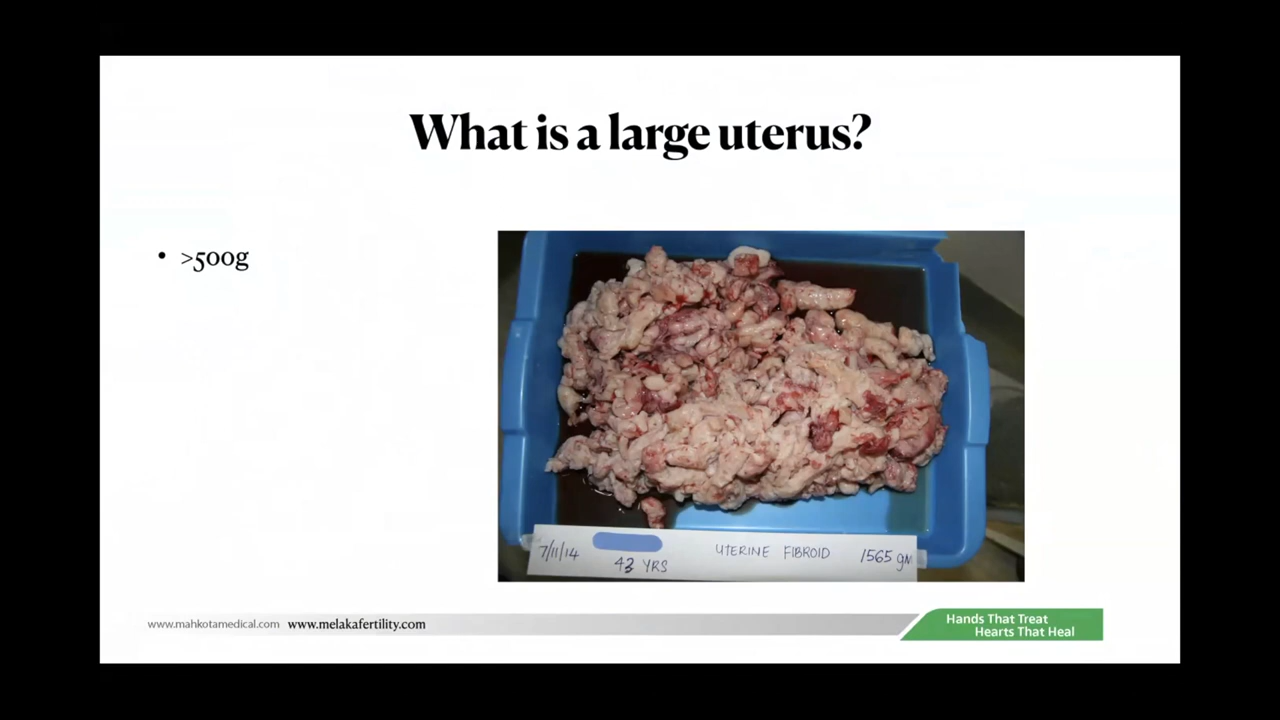 What is a large uterus?
• >500g
7/11/14
43 YRS
UTERINE FIBROID
1565 gm
www.mahkotamedical.com www.melakafertility.com
Hands That Treat
Hearts That Heal